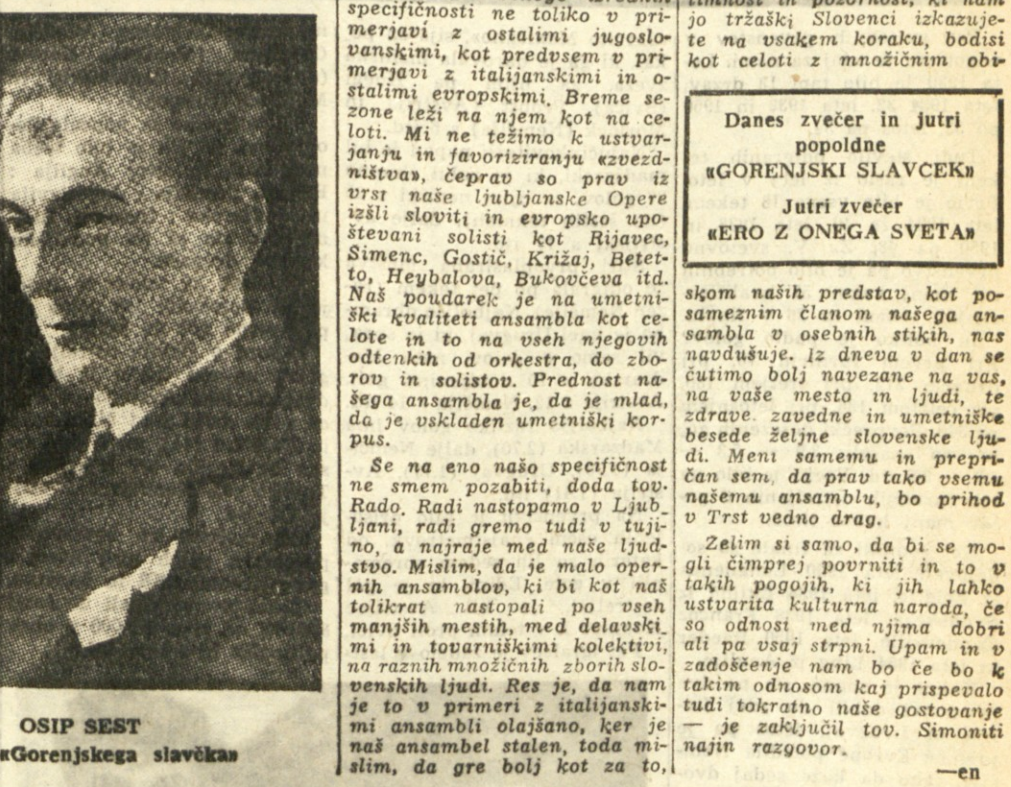 OSIP SEST
«Gorenjskega slavčka»
specifičnosti ne toliko v pri-
merjavi z ostalimi jugoslo-
vanskimi, kot predvsem v pri-
merjavi z italijanskimi in o-
stalimi evropskimi. Breme se-
zone leži na njem kot na ce-
loti. Mi ne težimo k ustvar-
janju in favoriziranju «zvezd-
ništva», čeprav so prav iz
vrst naše ljubljanske Opere
izšli sloviti in evropsko upo-
števani solisti kot Rijavec,
Simenc, Gostič, Križaj, Betet-
to, Heybalova, Bukovčeva itd.
Naš poudarek je na umetni-
ški kvaliteti ansambla kot ce-
lote in to na vseh njegovih
odtenkih od orkestra, do zbo-
rov in solistov. Prednost na-
šega ansambla je, da je mlad,
da je vskladen umetniški kor-
pus.
Še na eno našo specifičnost
ne smem pozabiti, doda tov.
Rado. Radi nastopamo v Ljub_
ljani, radi gremo tudi v tuji-
no, a najraje med naše ljud-
stvo. Mislim, da je malo oper-
nih ansamblov, ki bi kot naš
tolikrat nastopali po vseh
manjših mestih, med delavski_
mi in tovarniškimi kolektivi,
na raznih množičnih zborih slo-
venskih ljudi. Res je, da nam
je to v primeri z italijanski-
mi ansambli olajšano, ker je
naš ansambel stalen, toda mi-
slim, da gre bolj kot za to,
timnost in pozornost, ki nam
jo tržaški Slovenci izkazuje-
te na vsakem koraku, bodisi
kot celoti z množičnim obi-
Danes zvečer in jutri
popoldne
«GORENJSKI SLAVČEK»
Jutri zvečer
«ERO Z ONEGA SVETA»
skom naših predstav, kot po-
sameznim članom našega an-
sambla v osebnih stikih, nas
navdušuje. Iz dneva v dan se
čutimo bolj navezane na vas,
na vaše mesto in ljudi, te
zdrave, zavedne in umetniške
besede željne slovenske lju-
di. Meni samemu in prepri-
čan sem, da prav tako vsemu
našemu ansamblu, bo prihod
v Trst vedno drag.
Zelim si samo, da bi se mo-
gli čimprej povrniti in to v
takih pogojih, ki jih lahko
ustvarita kulturna naroda, če
so odnosi med njima dobri
ali pa vsaj strpni. Upam in v
zadoščenje nam bo če bo k
takim odnosom kaj prispevalo
tudi tokratno naše gostovanje
— je zaključil tov. Simoniti
najin razgovor.
—en